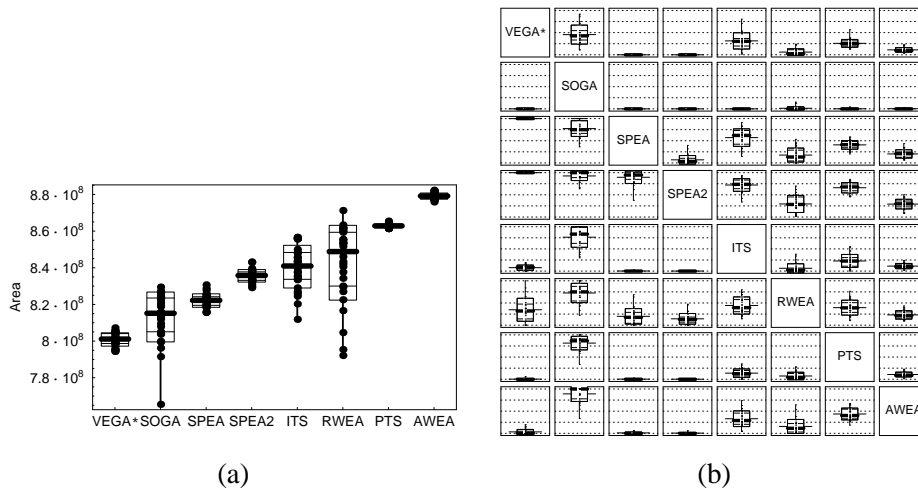 8.8 · 10⁸
8.6 · 10⁸
8.4 · 10⁸
8.2 · 10⁸
8 · 10⁸
7.8 · 10⁸
Area
VEGA* SOGA SPEA SPEA2 ITS RWEA PTS AWEA
(a)
VEGA*
SOGA
SPEA
SPEA2
ITS
RWEA
PTS
AWEA
(b)